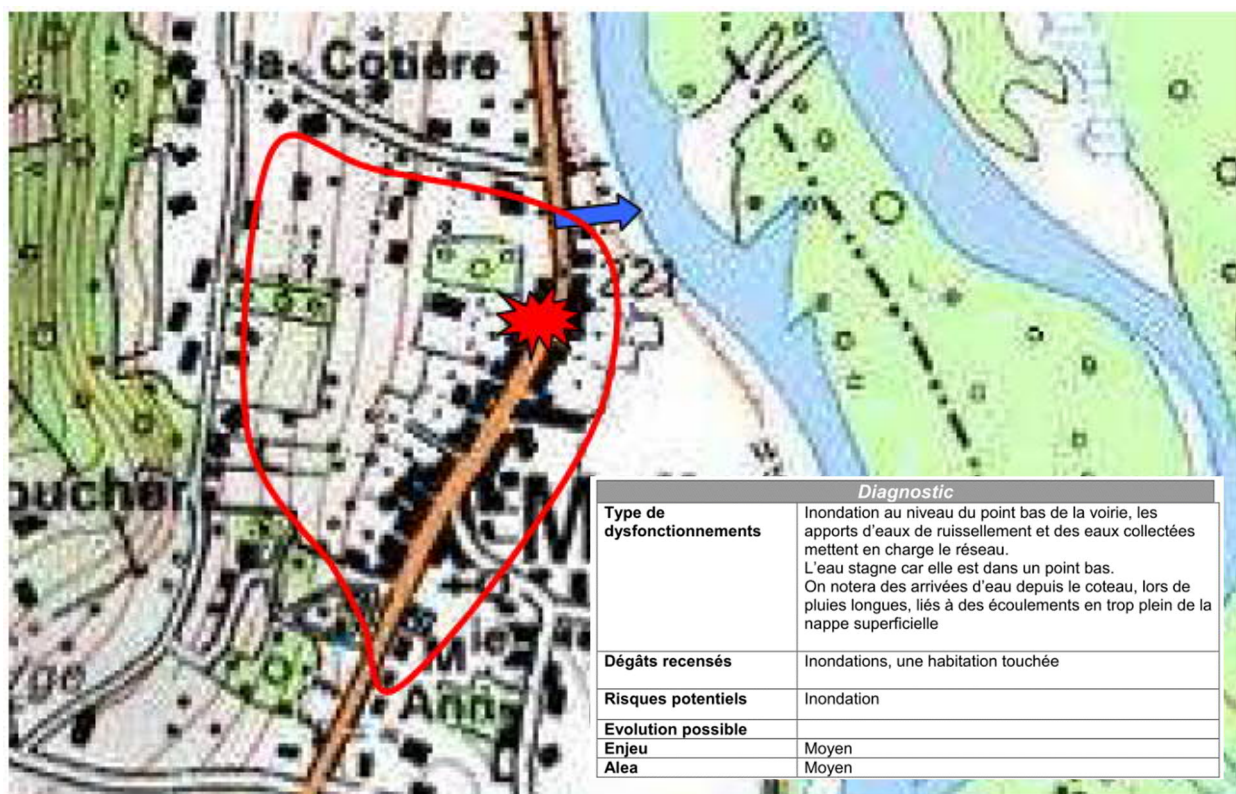 la Cotière
221
oucher
M
yge
Ann
Diagnostic
Type de dysfonctionnements
Inondation au niveau du point bas de la voirie, les
apports d’eaux de ruissellement et des eaux collectées
mettent en charge le réseau.
L’eau stagne car elle est dans un point bas.
On notera des arrivées d’eau depuis le coteau, lors de
pluies longues, liés à des écoulements en trop plein de la
nappe superficielle
Dégâts recensés Inondations, une habitation touchée
Risques potentiels Inondation
Evolution possible
Enjeu Moyen
Alea Moyen